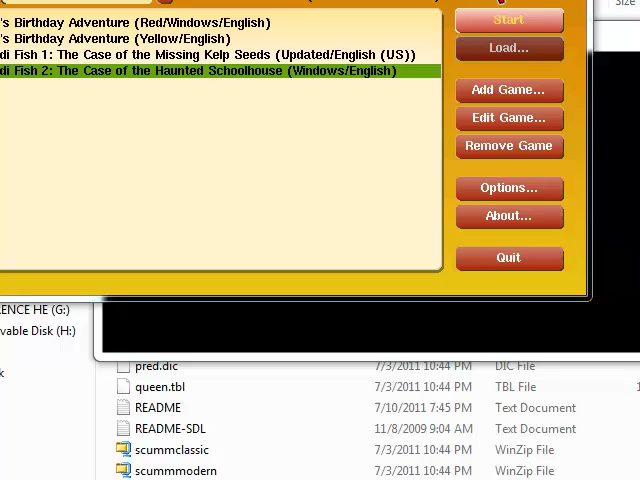 Size
's Birthday Adventure (Red/Windows/English)
Start
's Birthday Adventure (Yellow/English)
Load...
di Fish 1: The Case of the Missing Kelp Seeds (Updated/English (US))
di Fish 2: The Case of the Haunted Schoolhouse (Windows/English)
Add Game...
Edit Game...
Remove Game
Options...
About...
Quit
RENCE HE (G:)
vable Disk (H:)
pred.dic 7/3/2011 10:44 PM DIC File
queen.tbl 7/3/2011 10:44 PM TBL File
README 7/10/2011 7:45 PM Text Document
README-SDL 11/8/2009 9:04 AM Text Document
scummclassic 7/3/2011 10:44 PM WinZip File
scummmodern 7/3/2011 10:44 PM WinZip File